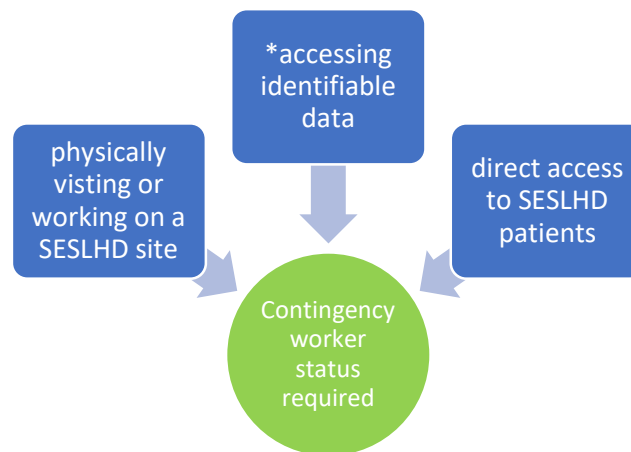 *accessing
identifiable
data
physically
visting or
working on a
SESLHD site
direct access
to SESLHD
patients
Contingency
worker
status
required